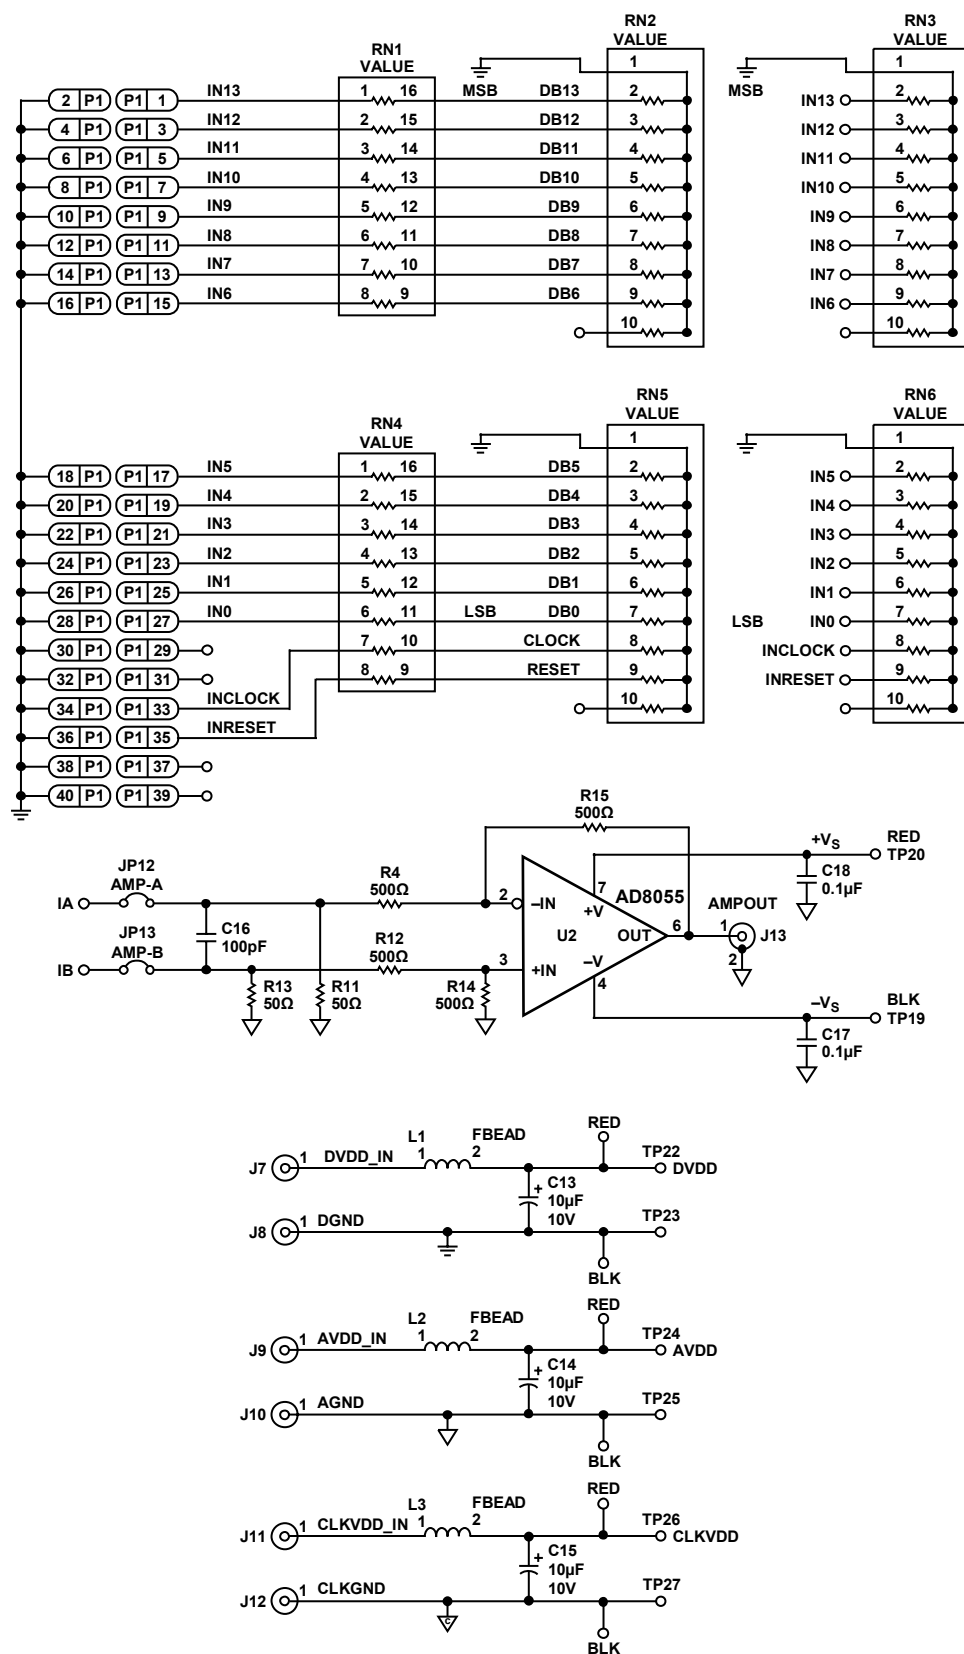 RN1
VALUE
RN2
VALUE
RN3
VALUE
1
1
MSB
MSB
2 P1 P1 1 IN13 1 16 DB13 2 IN13 2
4 P1 P1 3 IN12 2 15 DB12 3 IN12 3
6 P1 P1 5 IN11 3 14 DB11 4 IN11 4
8 P1 P1 7 IN10 4 13 DB10 5 IN10 5
10 P1 P1 9 IN9 5 12 DB9 6 IN9 6
12 P1 P1 11 IN8 6 11 DB8 7 IN8 7
14 P1 P1 13 IN7 7 10 DB7 8 IN7 8
16 P1 P1 15 IN6 8 9 DB6 9 IN6 9
10 10
RN4
VALUE
RN5
VALUE
RN6
VALUE
1
1
18 P1 P1 17 IN5 1 16 DB5 2 IN5 2
20 P1 P1 19 IN4 2 15 DB4 3 IN4 3
22 P1 P1 21 IN3 3 14 DB3 4 IN3 4
24 P1 P1 23 IN2 4 13 DB2 5 IN2 5
26 P1 P1 25 IN1 5 12 DB1 6 IN1 6
28 P1 P1 27 IN0 6 11 LSB DB0 7 LSB IN0 7
30 P1 P1 29 7 10 CLOCK 8 INCLOCK 8
32 P1 P1 31 8 9 RESET 9 INRESET 9
34 P1 P1 33 INCLOCK 10 10
36 P1 P1 35 INRESET
38 P1 P1 37
40 P1 P1 39
R15
500Ω
JP12
AMP-A
IA
JP13
AMP-B
IB
C16
100pF
R13
50Ω
R11
50Ω
R4
500Ω
R12
500Ω
R14
500Ω
2 –IN
3 +IN
7
+V
AD8055
U2
OUT 6
–V
4
AMPOUT
1
J13
2
+VS
RED
TP20
C18
0.1µF
–VS
BLK
TP19
C17
0.1µF
J7 1 DVDD_IN
L1
1
FBEAD
2
RED
TP22
DVDD
C13
+
10µF
10V
J8 1 DGND
TP23
BLK
J9 1 AVDD_IN
L2
1
FBEAD
2
RED
TP24
AVDD
C14
+
10µF
10V
J10 1 AGND
TP25
BLK
J11 1 CLKVDD_IN
L3
1
FBEAD
2
RED
TP26
CLKVDD
C15
+
10µF
10V
J12 1 CLKGND
C
TP27
BLK